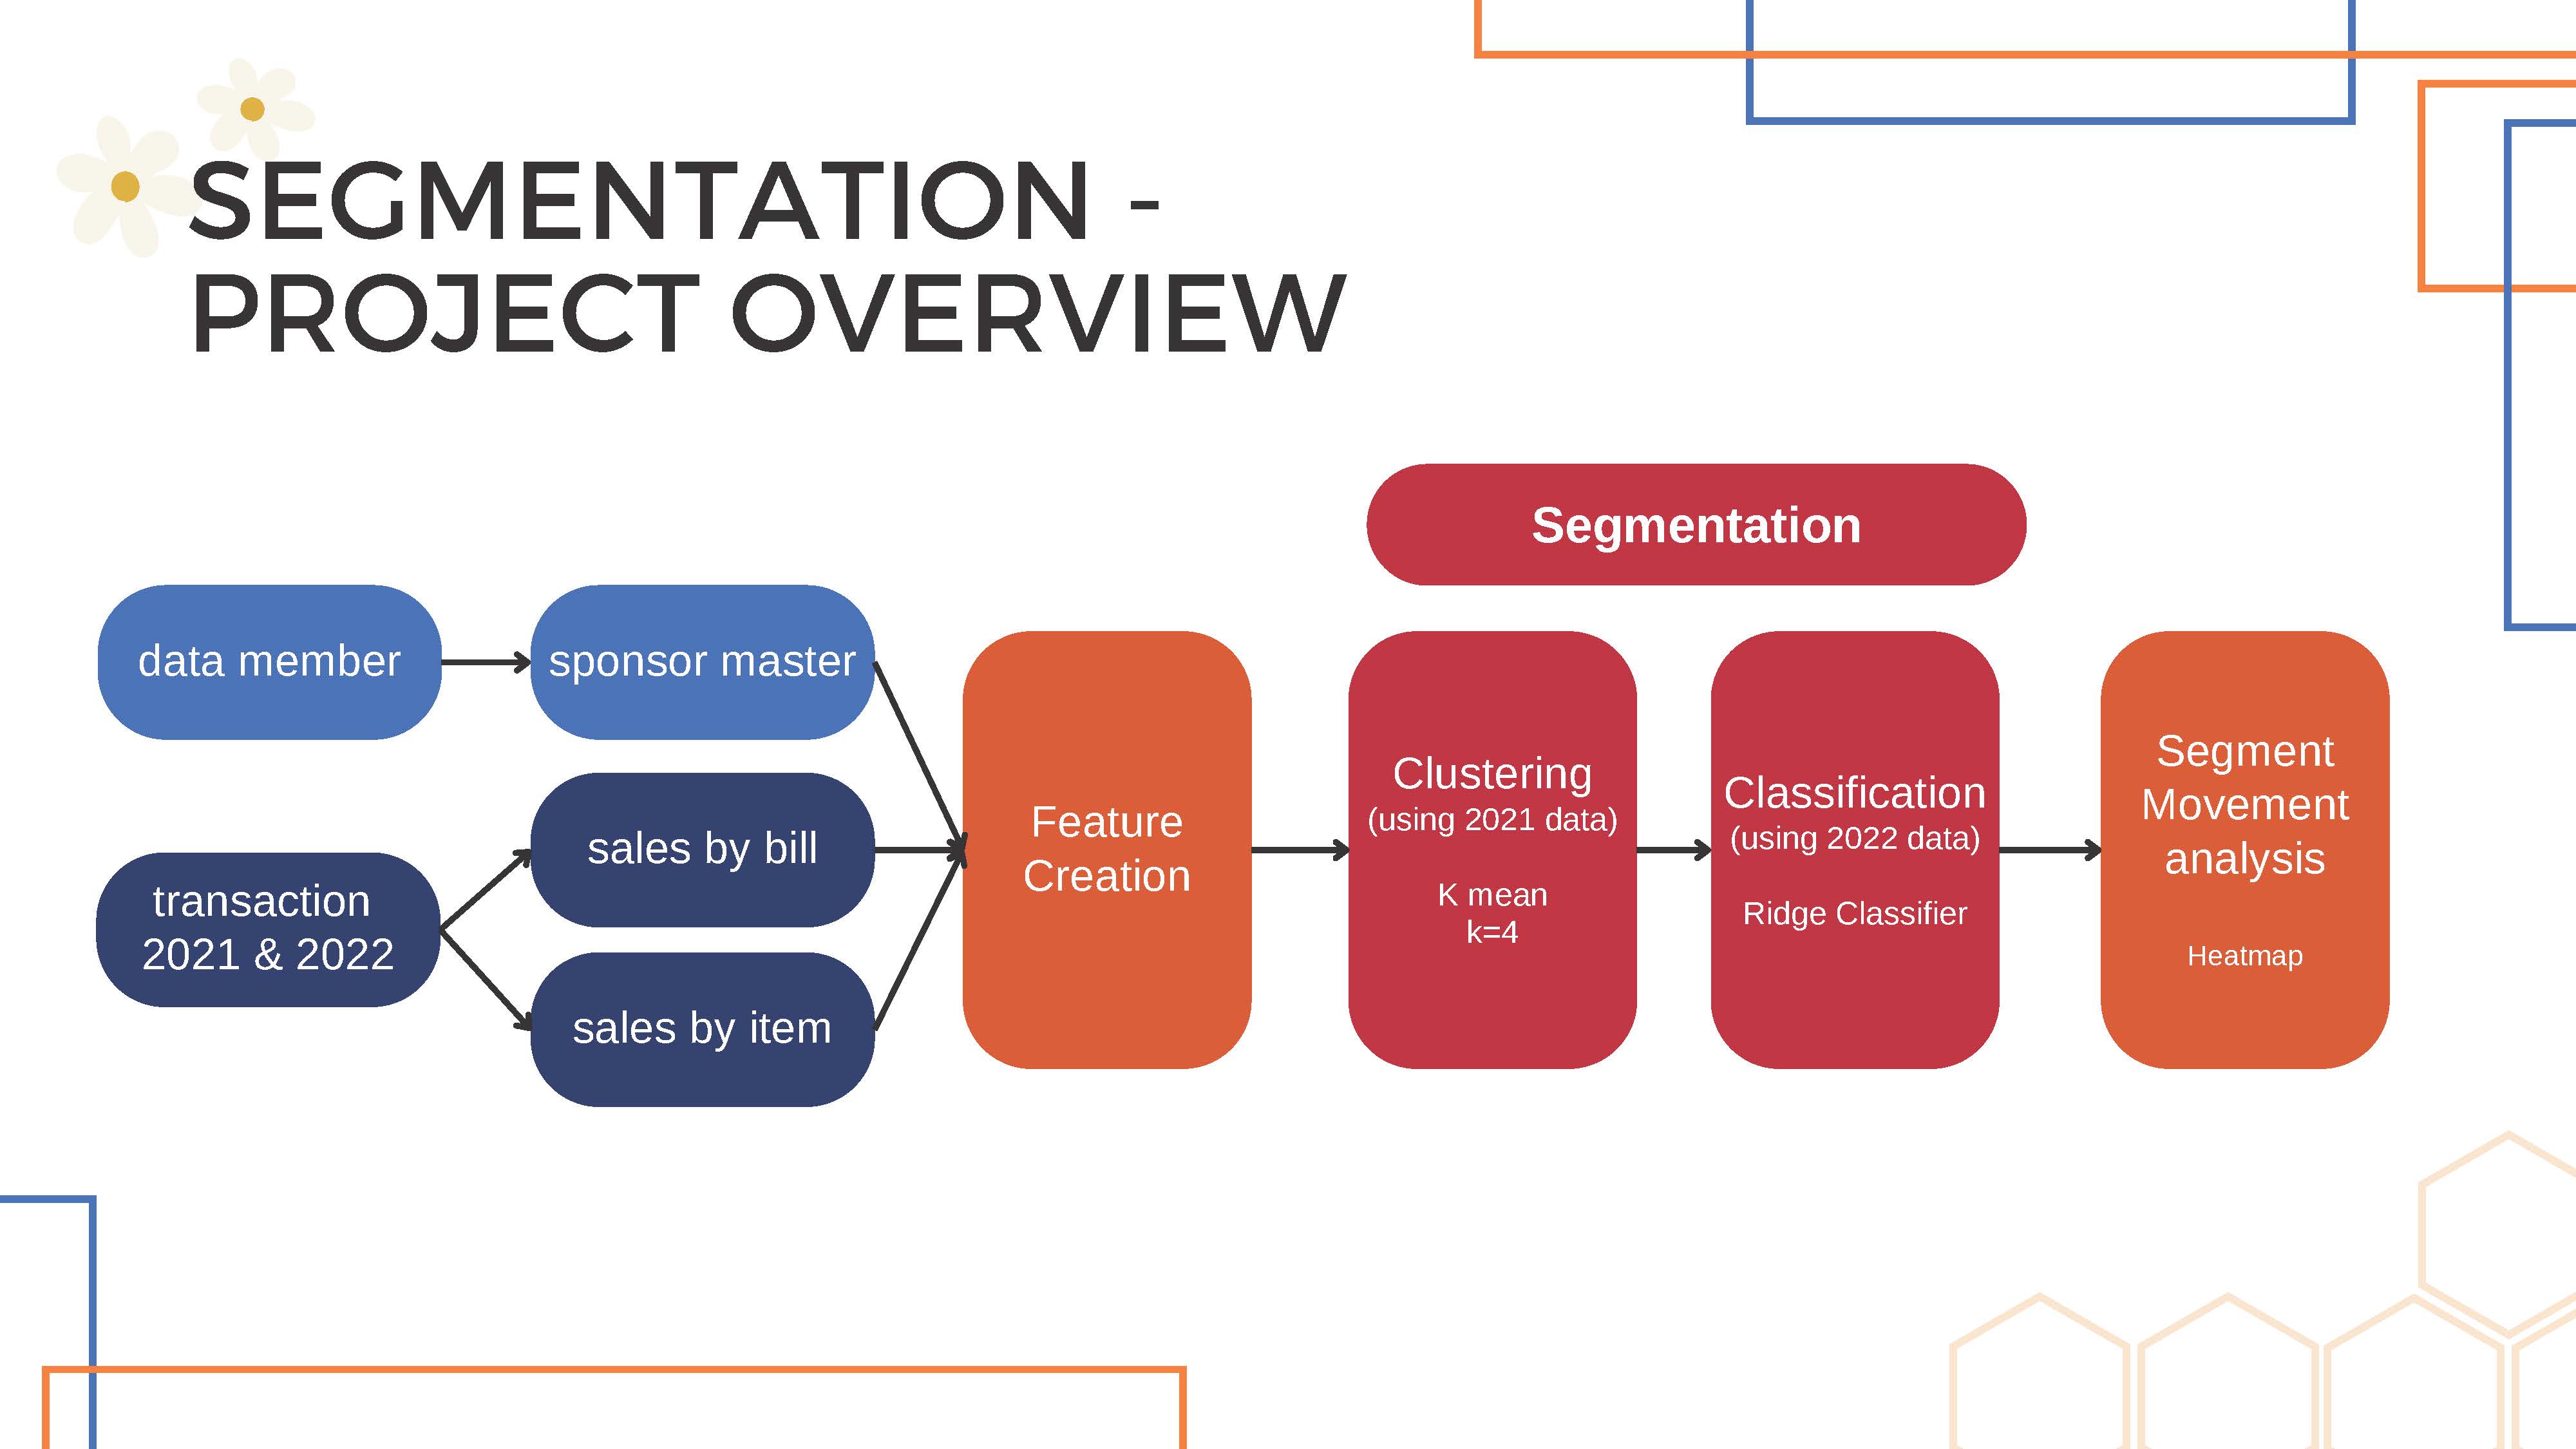 SEGMENTATION -
PROJECT OVERVIEW
Segmentation
data member
sponsor master
transaction
2021 & 2022
sales by bill
sales by item
Feature
Creation
Clustering
(using 2021 data)
K mean
k=4
Classification
(using 2022 data)
Ridge Classifier
Segment
Movement
analysis
Heatmap